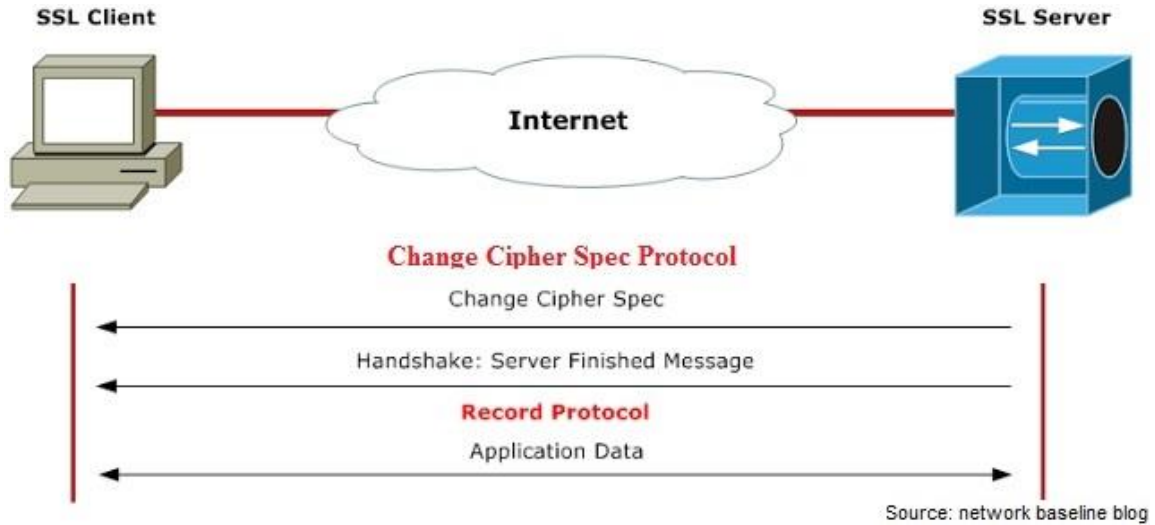 SSL Client
SSL Server
Internet
Change Cipher Spec Protocol
Change Cipher Spec
Handshake: Server Finished Message
Record Protocol
Application Data
Source: network baseline blog